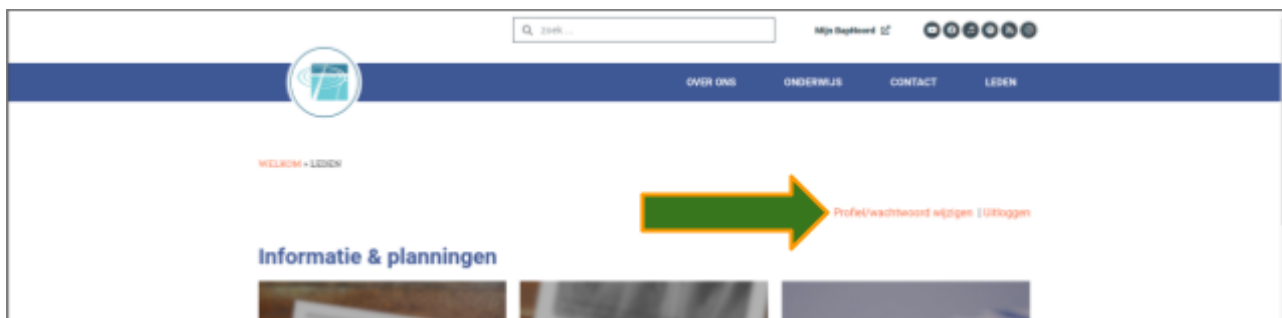 zoek ...
Mijn BapNoord
OVER ONS ONDERWIJS CONTACT LEDEN
WELKOM » LEDEN
Profiel/wachtwoord wijzigen | Uitloggen
Informatie & planningen